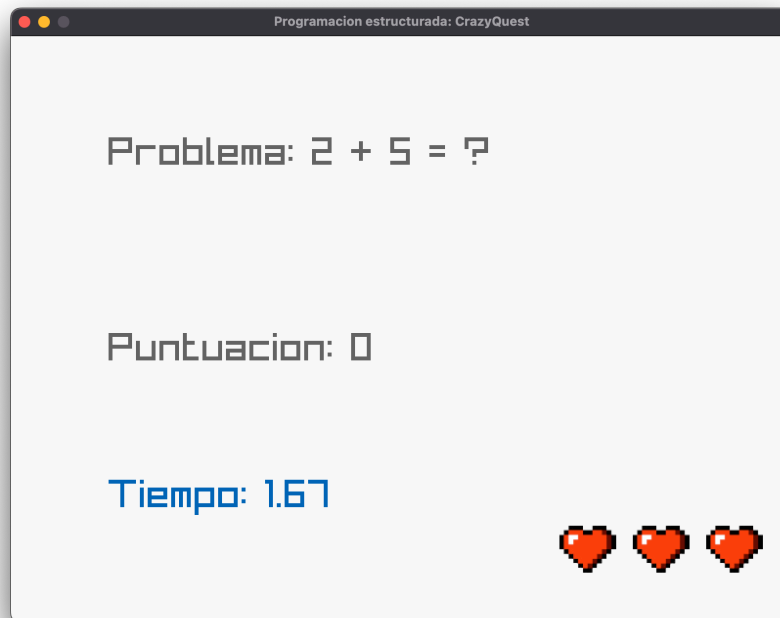 Programacion estructurada: CrazyQuest
Problema: 2 + 5 = ?
Puntuacion: 0
Tiempo: 1.67